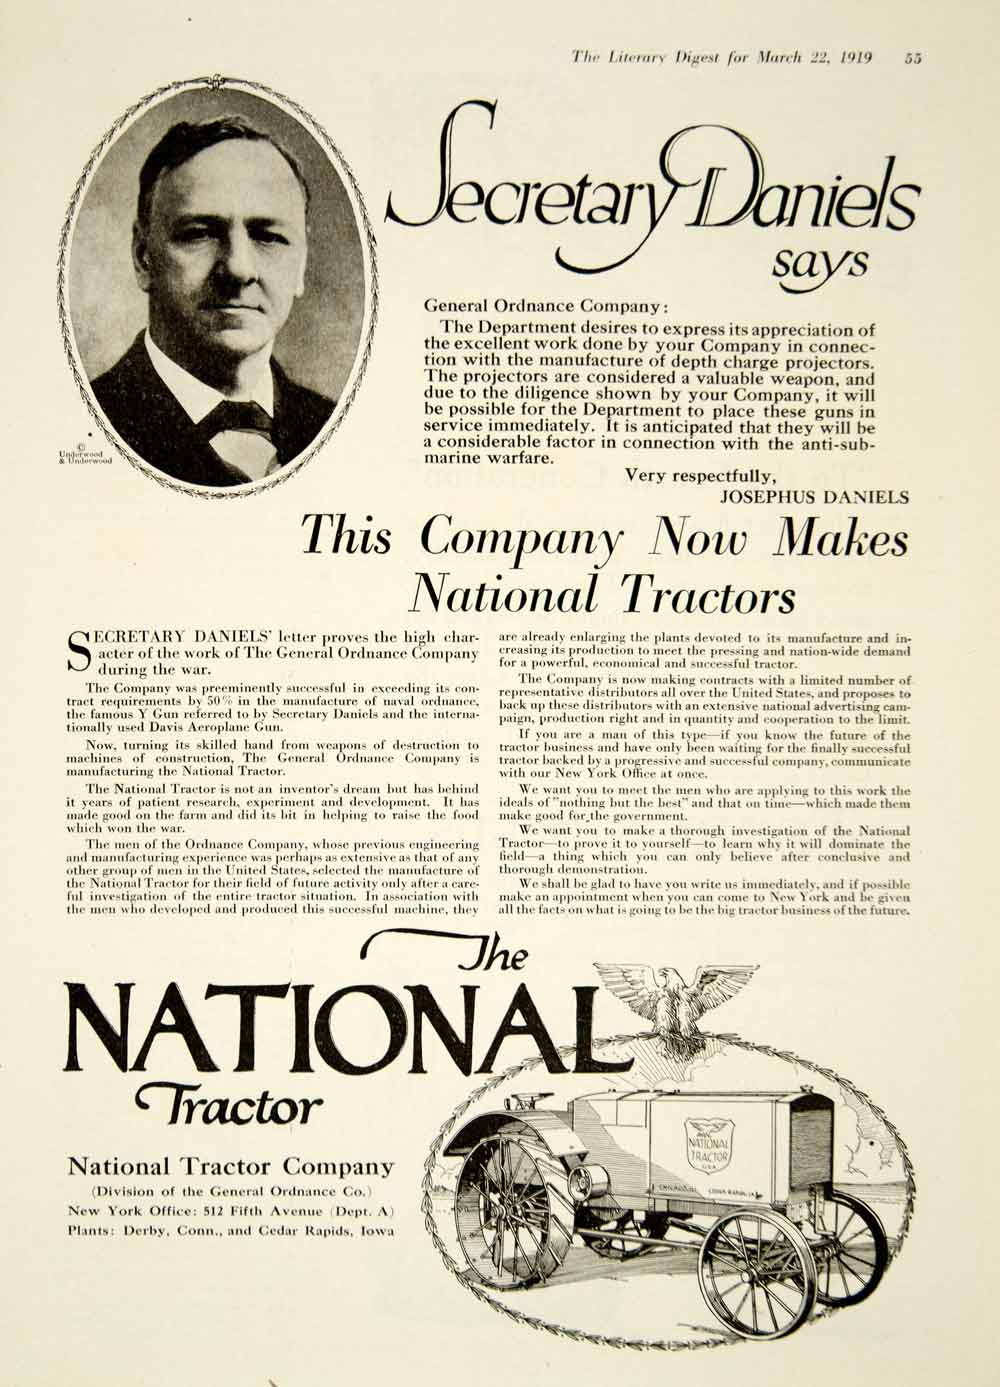 The Literary Digest for March 22, 1919 55
Secretary Daniels
says
©
Underwood
& Underwood
General Ordnance Company:
The Department desires to express its appreciation of
the excellent work done by your Company in connec-
tion with the manufacture of depth charge projectors.
The projectors are considered a valuable weapon, and
due to the diligence shown by your Company, it will
be possible for the Department to place these guns in
service immediately. It is anticipated that they will be
a considerable factor in connection with the anti-sub-
marine warfare.
Very respectfully,
JOSEPHUS DANIELS
This Company Now Makes
National Tractors
SECRETARY DANIELS' letter proves the high char-
acter of the work of The General Ordnance Company
during the war.
The Company was preeminently successful in exceeding its con-
tract requirements by 50% in the manufacture of naval ordnance,
the famous Y Gun referred to by Secretary Daniels and the interna-
tionally used Davis Aeroplane Gun.
Now, turning its skilled hand from weapons of destruction to
machines of construction, The General Ordnance Company is
manufacturing the National Tractor.
The National Tractor is not an inventor's dream but has behind
it years of patient research, experiment and development. It has
made good on the farm and did its bit in helping to raise the food
which won the war.
The men of the Ordnance Company, whose previous engineering
and manufacturing experience was perhaps as extensive as that of any
other group of men in the United States, selected the manufacture of
the National Tractor for their field of future activity only after a care-
ful investigation of the entire tractor situation. In association with
the men who developed and produced this successful machine, they
are already enlarging the plants devoted to its manufacture and in-
creasing its production to meet the pressing and nation-wide demand
for a powerful, economical and successful tractor.
The Company is now making contracts with a limited number of
representative distributors all over the United States, and proposes to
back up these distributors with an extensive national advertising cam-
paign, production right and in quantity and cooperation to the limit.
If you are a man of this type—if you know the future of the
tractor business and have only been waiting for the finally successful
tractor backed by a progressive and successful company, communicate
with our New York Office at once.
We want you to meet the men who are applying to this work the
ideals of "nothing but the best" and that on time—which made them
make good for the government.
We want you to make a thorough investigation of the National
Tractor—to prove it to yourself—to learn why it will dominate the
field—a thing which you can only believe after conclusive and
thorough demonstration.
We shall be glad to have you write us immediately, and if possible
make an appointment when you can come to New York and be given
all the facts on what is going to be the big tractor business of the future.
The
NATIONAL
Tractor
National Tractor Company
(Division of the General Ordnance Co.)
New York Office: 512 Fifth Avenue (Dept. A)
Plants: Derby, Conn., and Cedar Rapids, Iowa
NATIONAL
TRACTOR
U.S.A.
CEDAR RAPIDS, IA